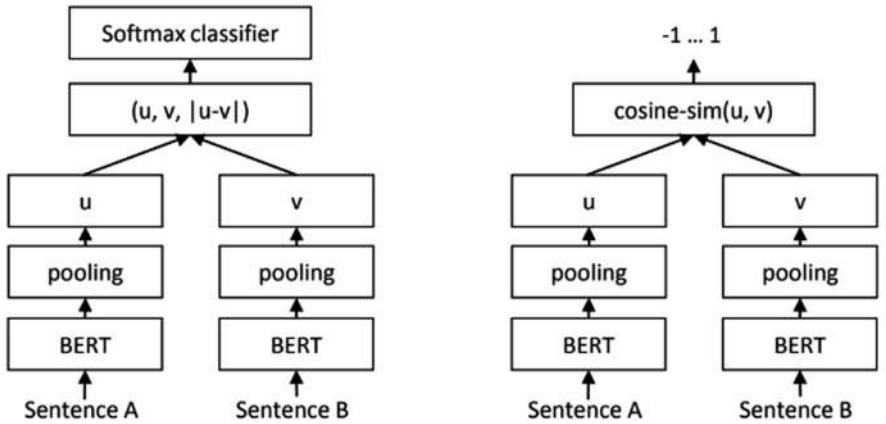 Softmax classifier
(u, v, |u-v|)
u
v
pooling
pooling
BERT
BERT
Sentence A
Sentence B
-1 ... 1
cosine-sim(u, v)
u
v
pooling
pooling
BERT
BERT
Sentence A
Sentence B